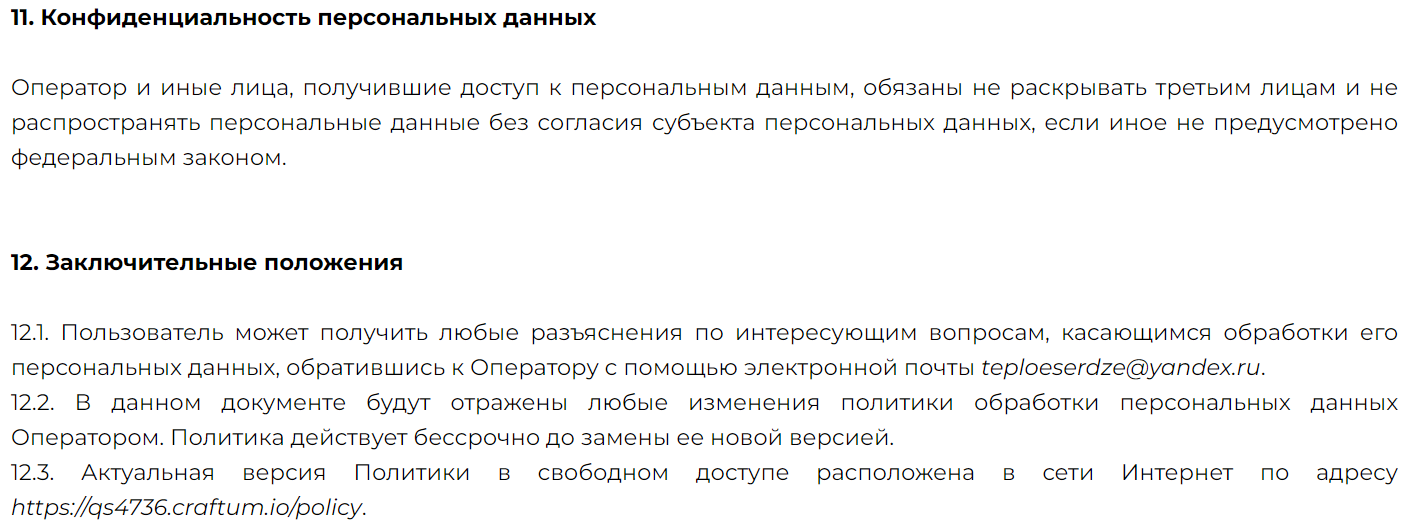 11. Конфиденциальность персональных данных
Оператор и иные лица, получившие доступ к персональным данным, обязаны не раскрывать третьим лицам и не
распространять персональные данные без согласия субъекта персональных данных, если иное не предусмотрено
федеральным законом.
12. Заключительные положения
12.1. Пользователь может получить любые разъяснения по интересующим вопросам, касающимся обработки его
персональных данных, обратившись к Оператору с помощью электронной почты teploeserdze@yandex.ru.
12.2. В данном документе будут отражены любые изменения политики обработки персональных данных
Оператором. Политика действует бессрочно до замены ее новой версией.
12.3. Актуальная версия Политики в свободном доступе расположена в сети Интернет по адресу
https://qs4736.craftum.io/policy.